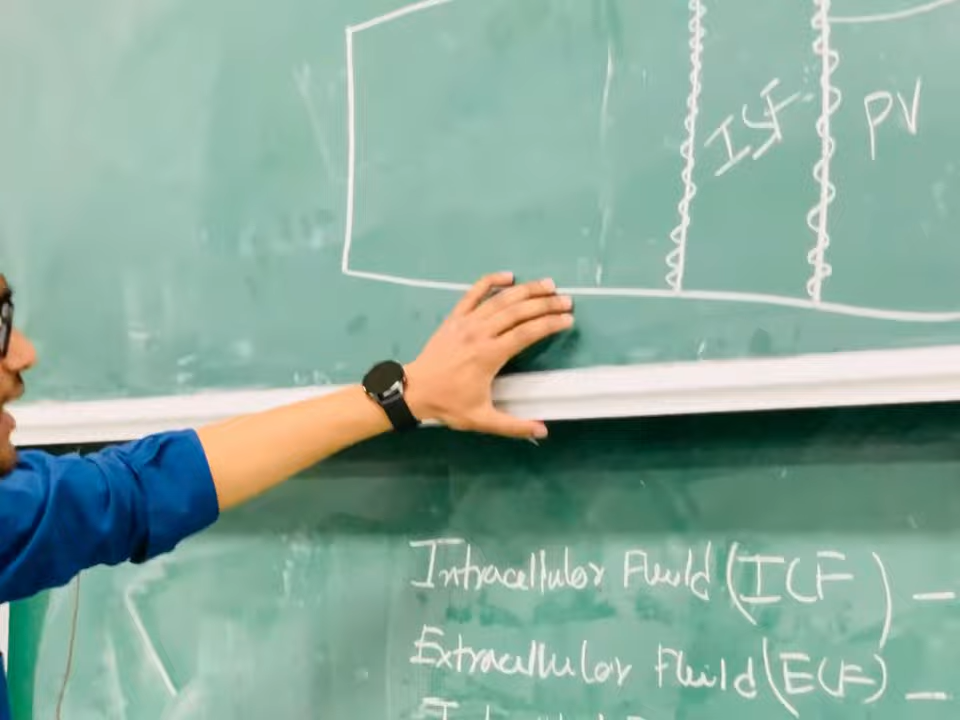 ISF
PV
Intracellular Fluid (ICF) –
Extracellular Fluid (ECF) –